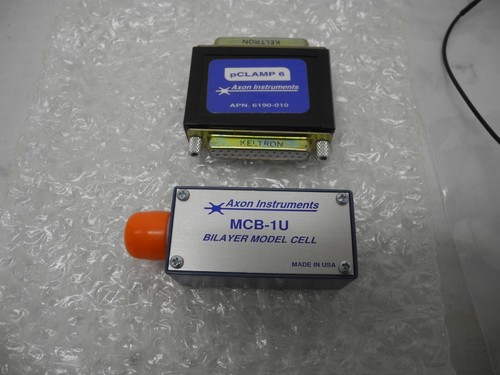 KELTRON
pCLAMP 6
Axon Instruments
APN. 6190-010
KELTRON
Axon Instruments
MCB-1U
BILAYER MODEL CELL
MADE IN USA